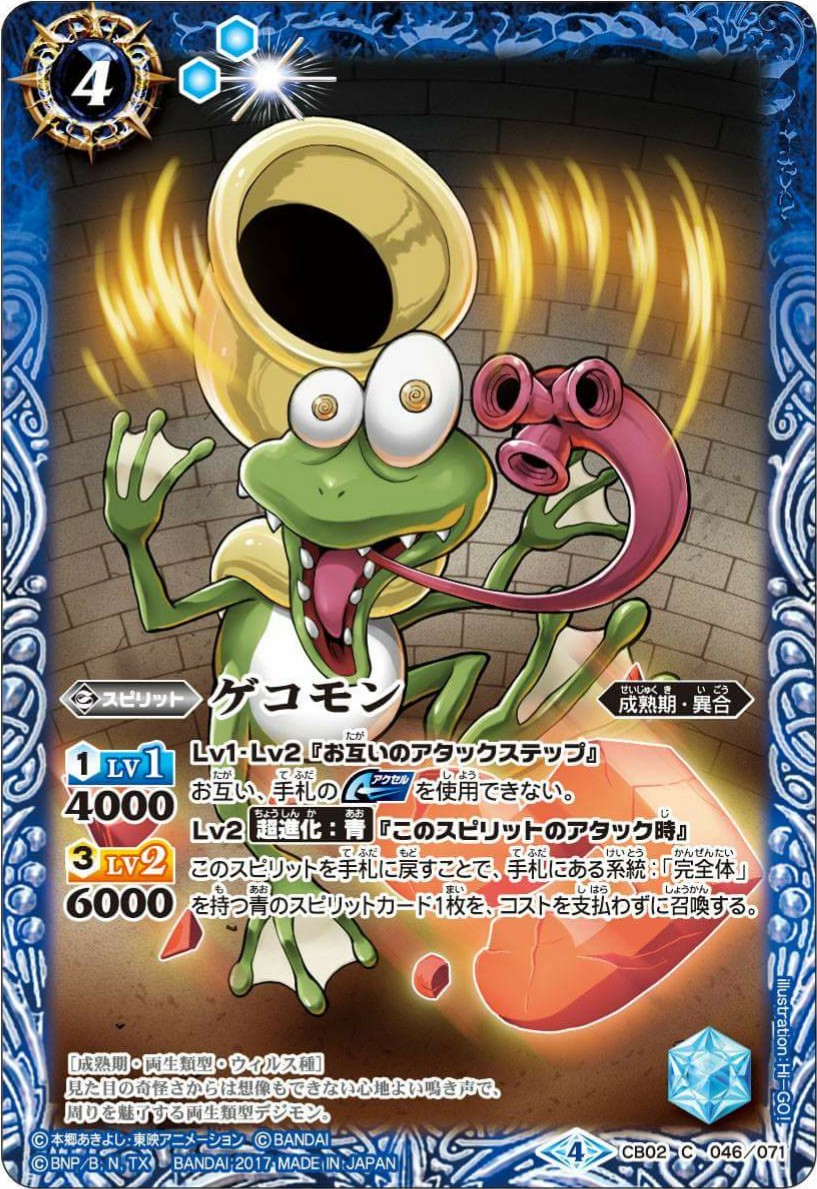 4
スピリット ゲコモン 成熟期・異合
1 LV1 4000
3 LV2 6000
Lv1・Lv2『お互いのアタックステップ』
お互い、手札の アクセル を使用できない。
Lv2 超進化：青 『このスピリットのアタック時』
このスピリットを手札に戻すことで、手札にある系統：「完全体」
を持つ青のスピリットカード1枚を、コストを支払わずに召喚する。
[成熟期・両生類型・ウィルス種]
見た目の奇怪さからは想像もできない心地よい鳴き声で、
周りを魅了する両生類型デジモン。
illustration:Hi−GO!
©本郷あきよし・東映アニメーション ©BANDAI
©BNP/B, N, TX BANDAI 2017 MADE IN JAPAN
4 CB02 C 046/071